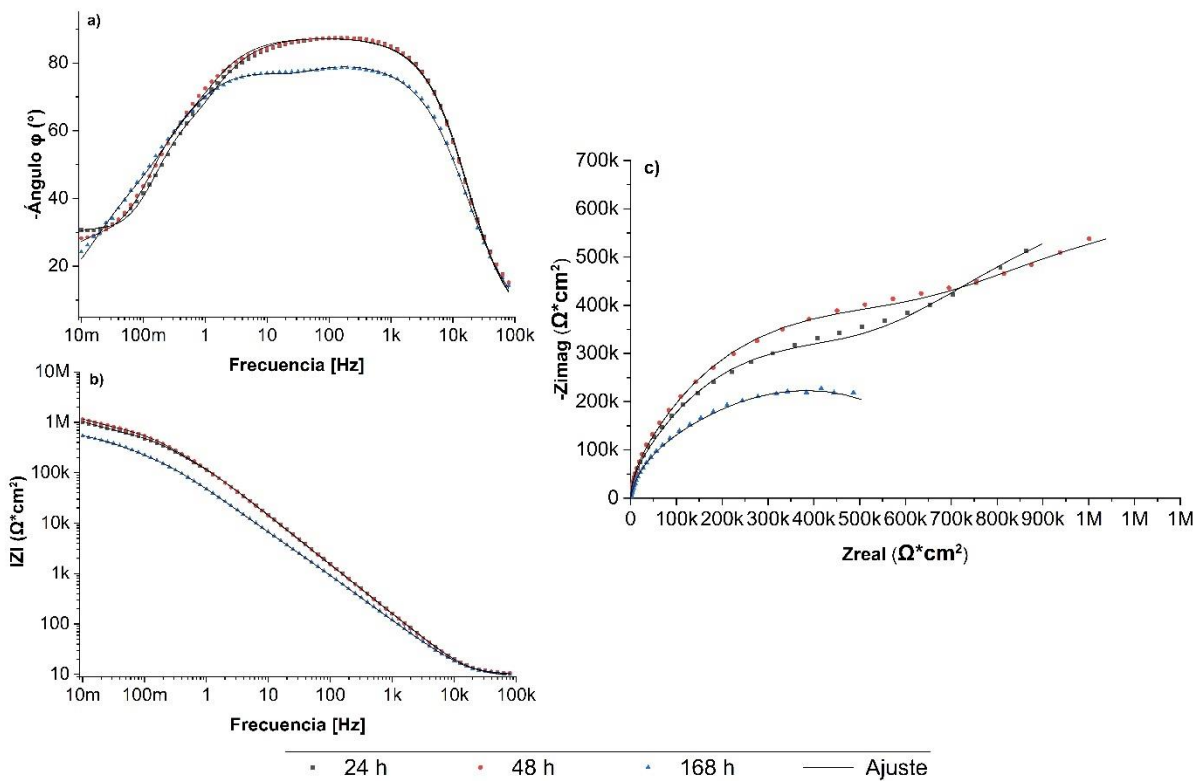 a)
-Ángulo φ (°)
80
60
40
20
10m 100m 1 10 100 1k 10k 100k
Frecuencia [Hz]
b)
IZI (Ω*cm²)
10M
1M
100k
10k
1k
100
10
10m 100m 1 10 100 1k 10k 100k
Frecuencia [Hz]
c)
-Zimag (Ω*cm²)
700k
600k
500k
400k
300k
200k
100k
0
0 100k 200k 300k 400k 500k 600k 700k 800k 900k 1M 1M 1M
Zreal (Ω*cm²)
24 h 48 h 168 h Ajuste